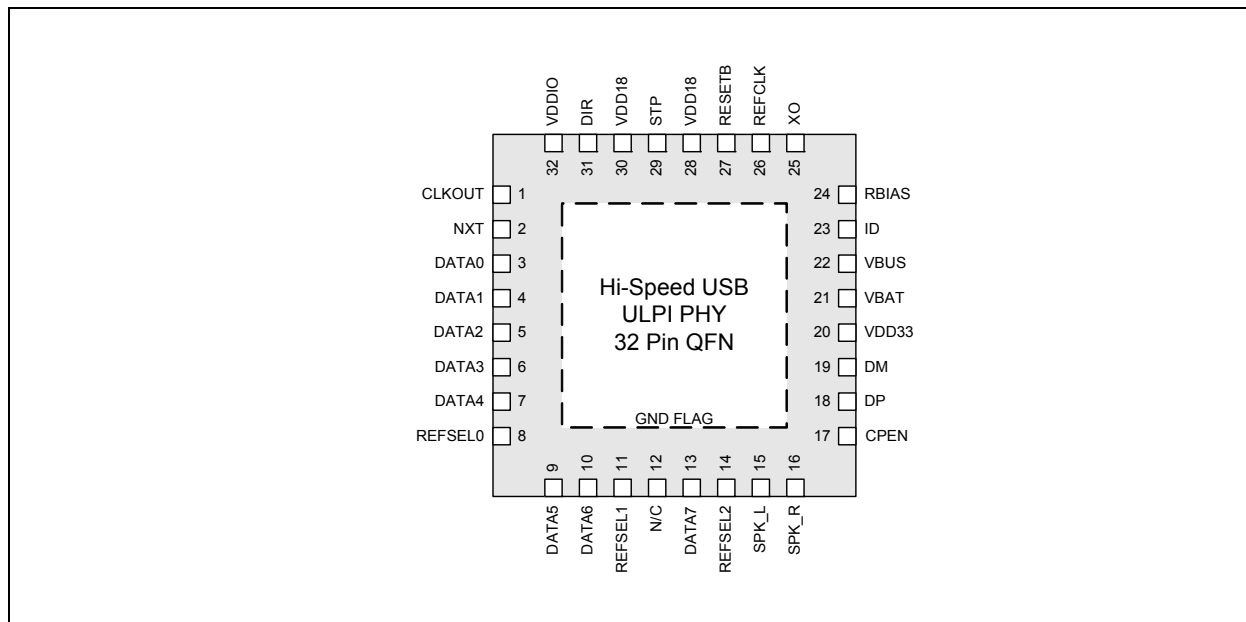 VDDIO
DIR
VDD18
STP
VDD18
RESETB
REFCLK
XO
32
31
30
29
28
27
26
25
CLKOUT 1
NXT 2
DATA0 3
DATA1 4
DATA2 5
DATA3 6
DATA4 7
REFSEL0 8
Hi-Speed USB
ULPI PHY
32 Pin QFN
GND FLAG
24 RBIAS
23 ID
22 VBUS
21 VBAT
20 VDD33
19 DM
18 DP
17 CPEN
9
10
11
12
13
14
15
16
DATA5
DATA6
REFSEL1
N/C
DATA7
REFSEL2
SPK_L
SPK_R